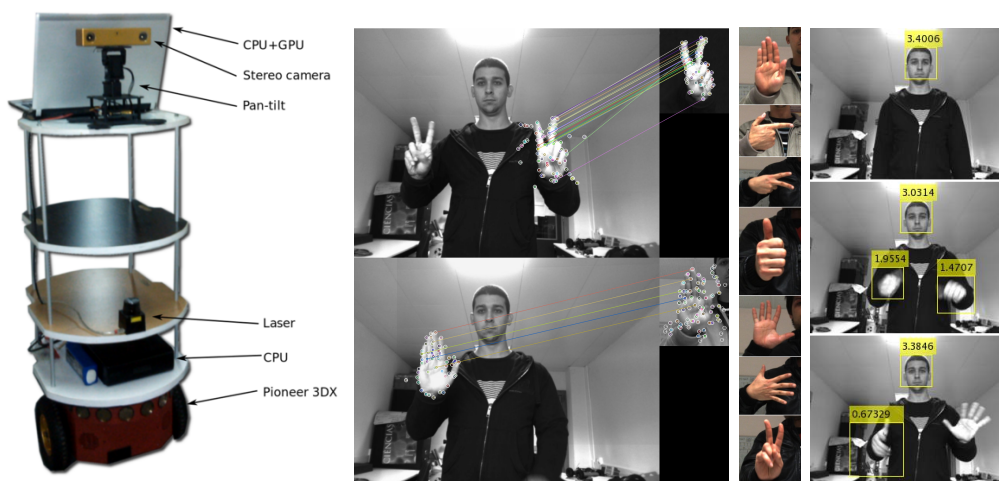 CPU+GPU
Stereo camera
Pan-tilt
Laser
CPU
Pioneer 3DX
CIENCIAS
3.4006
3.0314
1.9554
1.4707
3.3846
0.67329